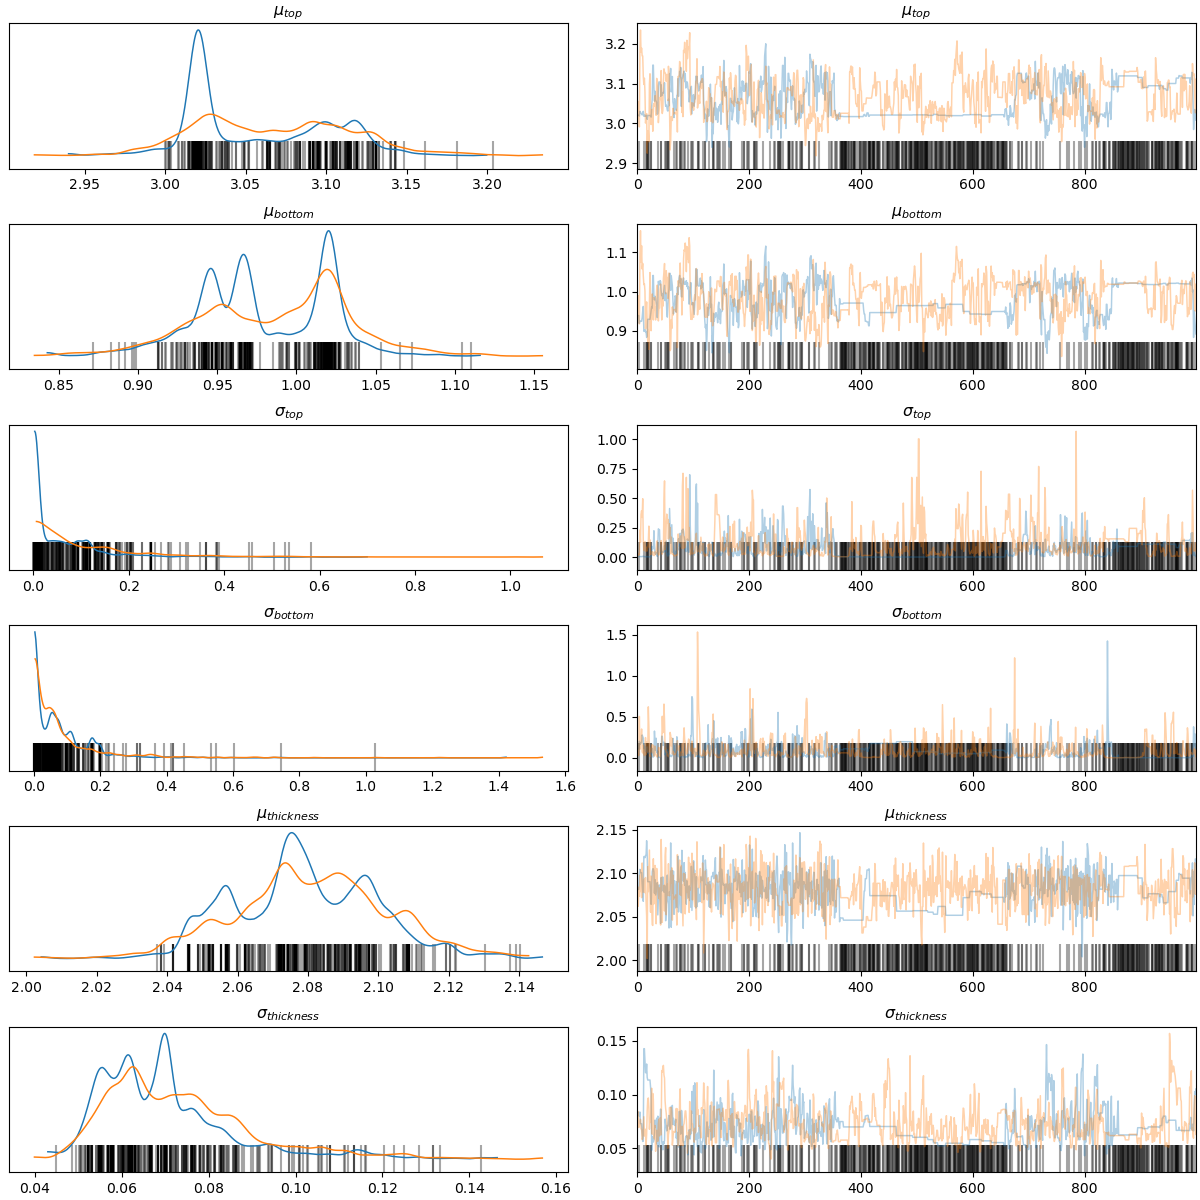 μ_top μ_top
3.2
3.1
3.0
2.9
2.95 3.00 3.05 3.10 3.15 3.20 0 200 400 600 800
μ_bottom μ_bottom
1.1
1.0
0.9
0.85 0.90 0.95 1.00 1.05 1.10 1.15 0 200 400 600 800
σ_top σ_top
1.00
0.75
0.50
0.25
0.00
0.0 0.2 0.4 0.6 0.8 1.0 0 200 400 600 800
σ_bottom σ_bottom
1.5
1.0
0.5
0.0
0.0 0.2 0.4 0.6 0.8 1.0 1.2 1.4 1.6 0 200 400 600 800
μ_thickness μ_thickness
2.15
2.10
2.05
2.00
2.00 2.02 2.04 2.06 2.08 2.10 2.12 2.14 0 200 400 600 800
σ_thickness σ_thickness
0.15
0.10
0.05
0.04 0.06 0.08 0.10 0.12 0.14 0.16 0 200 400 600 800